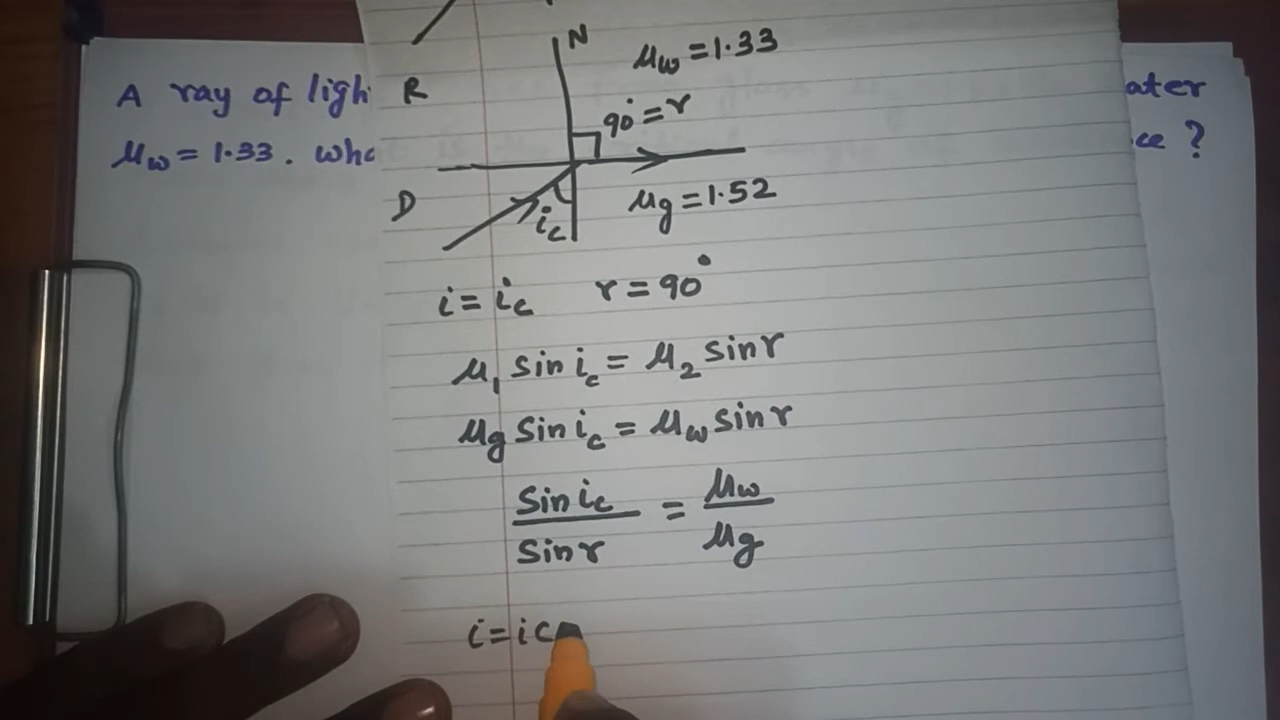 A ray of ligh ater
μw = 1.33 . wha ce ?
N
μw = 1.33
R
90° = r
D
ic
μg = 1.52
i = ic r = 90°
μ1 sin ic = μ2 sin r
μg sin ic = μw sin r
sin ic / sin r = μw / μg
i = ic